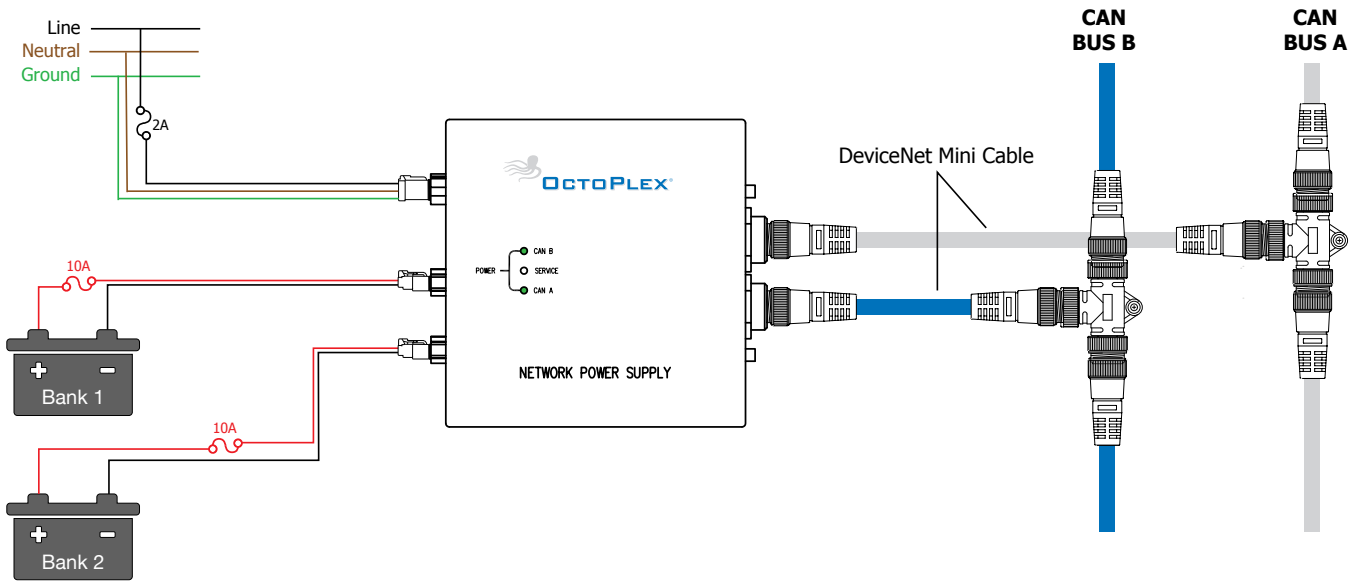 Line
Neutral
Ground
2A
CAN
BUS B
CAN
BUS A
DeviceNet Mini Cable
OCTOPLEX®
CAN B
POWER
SERVICE
CAN A
NETWORK POWER SUPPLY
10A
+ -
Bank 1
10A
+ -
Bank 2